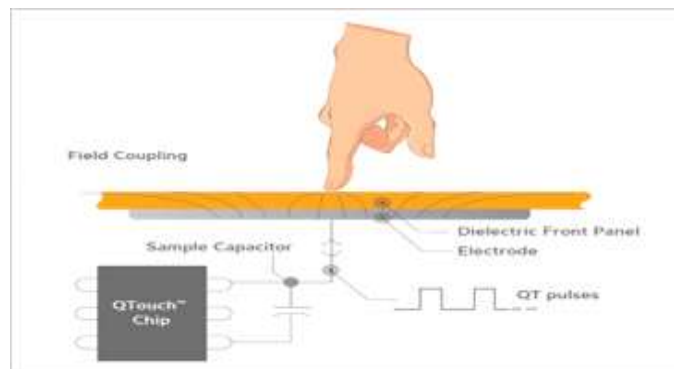 Field Coupling
Dielectric Front Panel
Sample Capacitor
Electrode
QTouch™
Chip
QT pulses